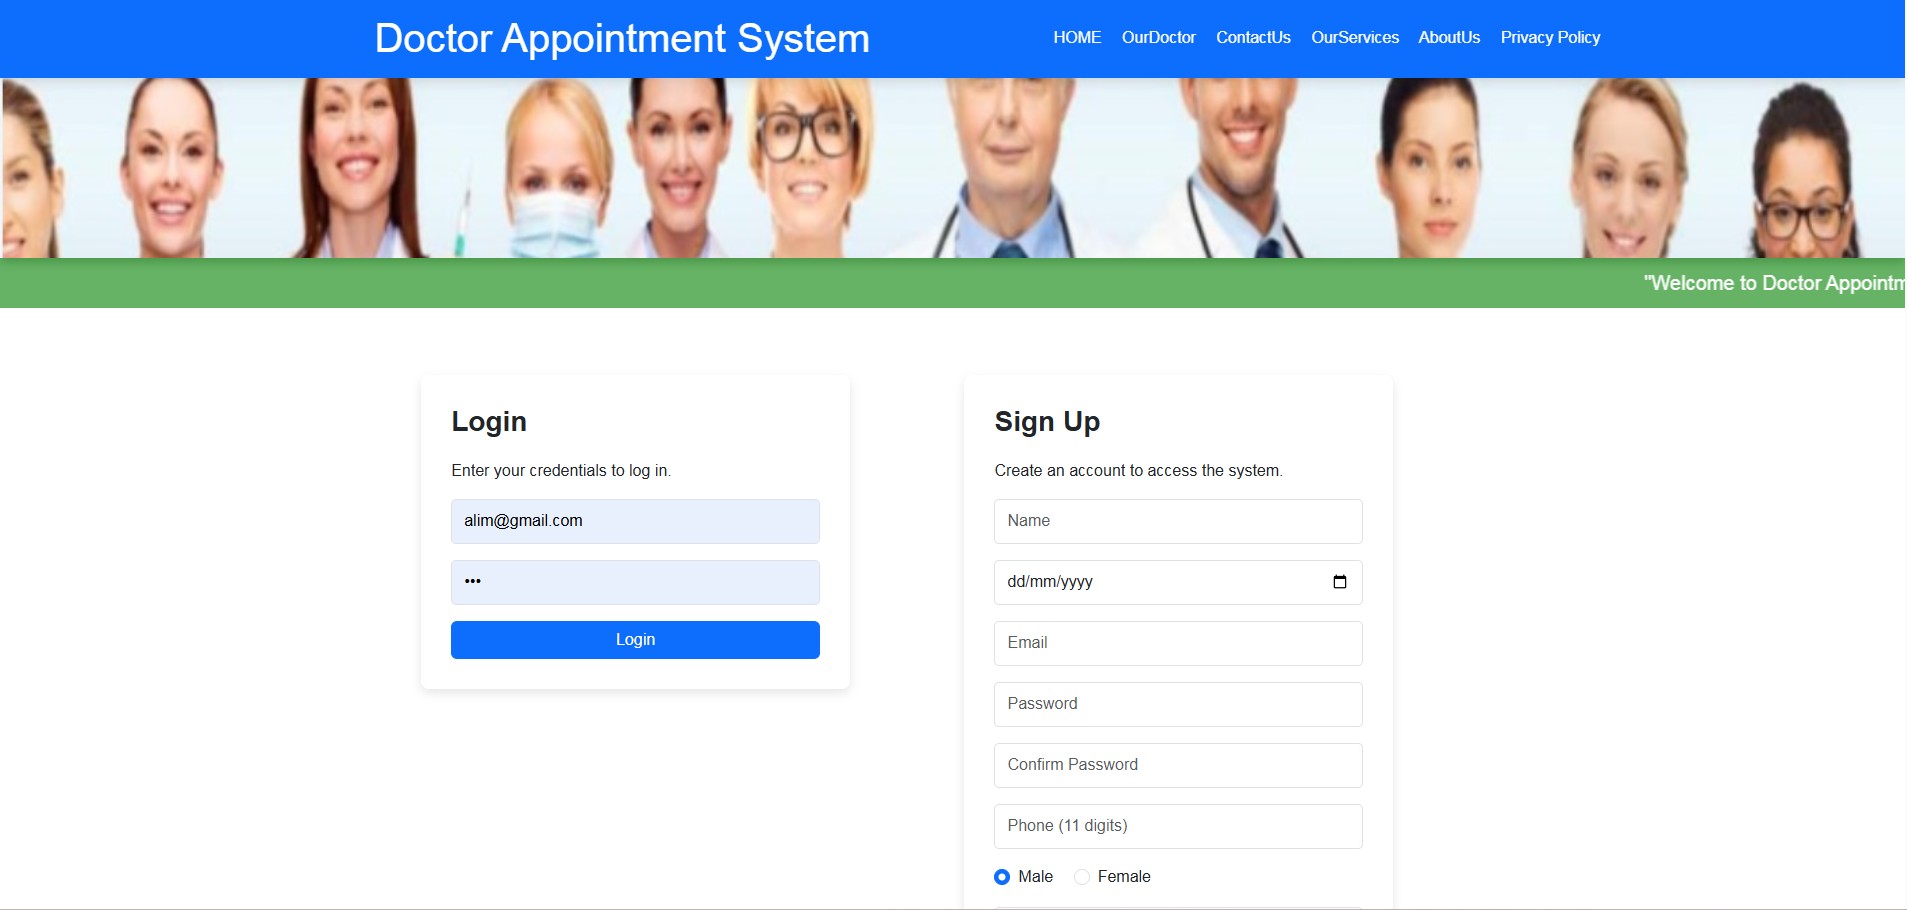 Doctor Appointment System
HOME OurDoctor ContactUs OurServices AboutUs Privacy Policy
"Welcome to Doctor Appointm
Login
Enter your credentials to log in.
alim@gmail.com
•••
Login
Sign Up
Create an account to access the system.
Name
dd/mm/yyyy
Email
Password
Confirm Password
Phone (11 digits)
Male Female